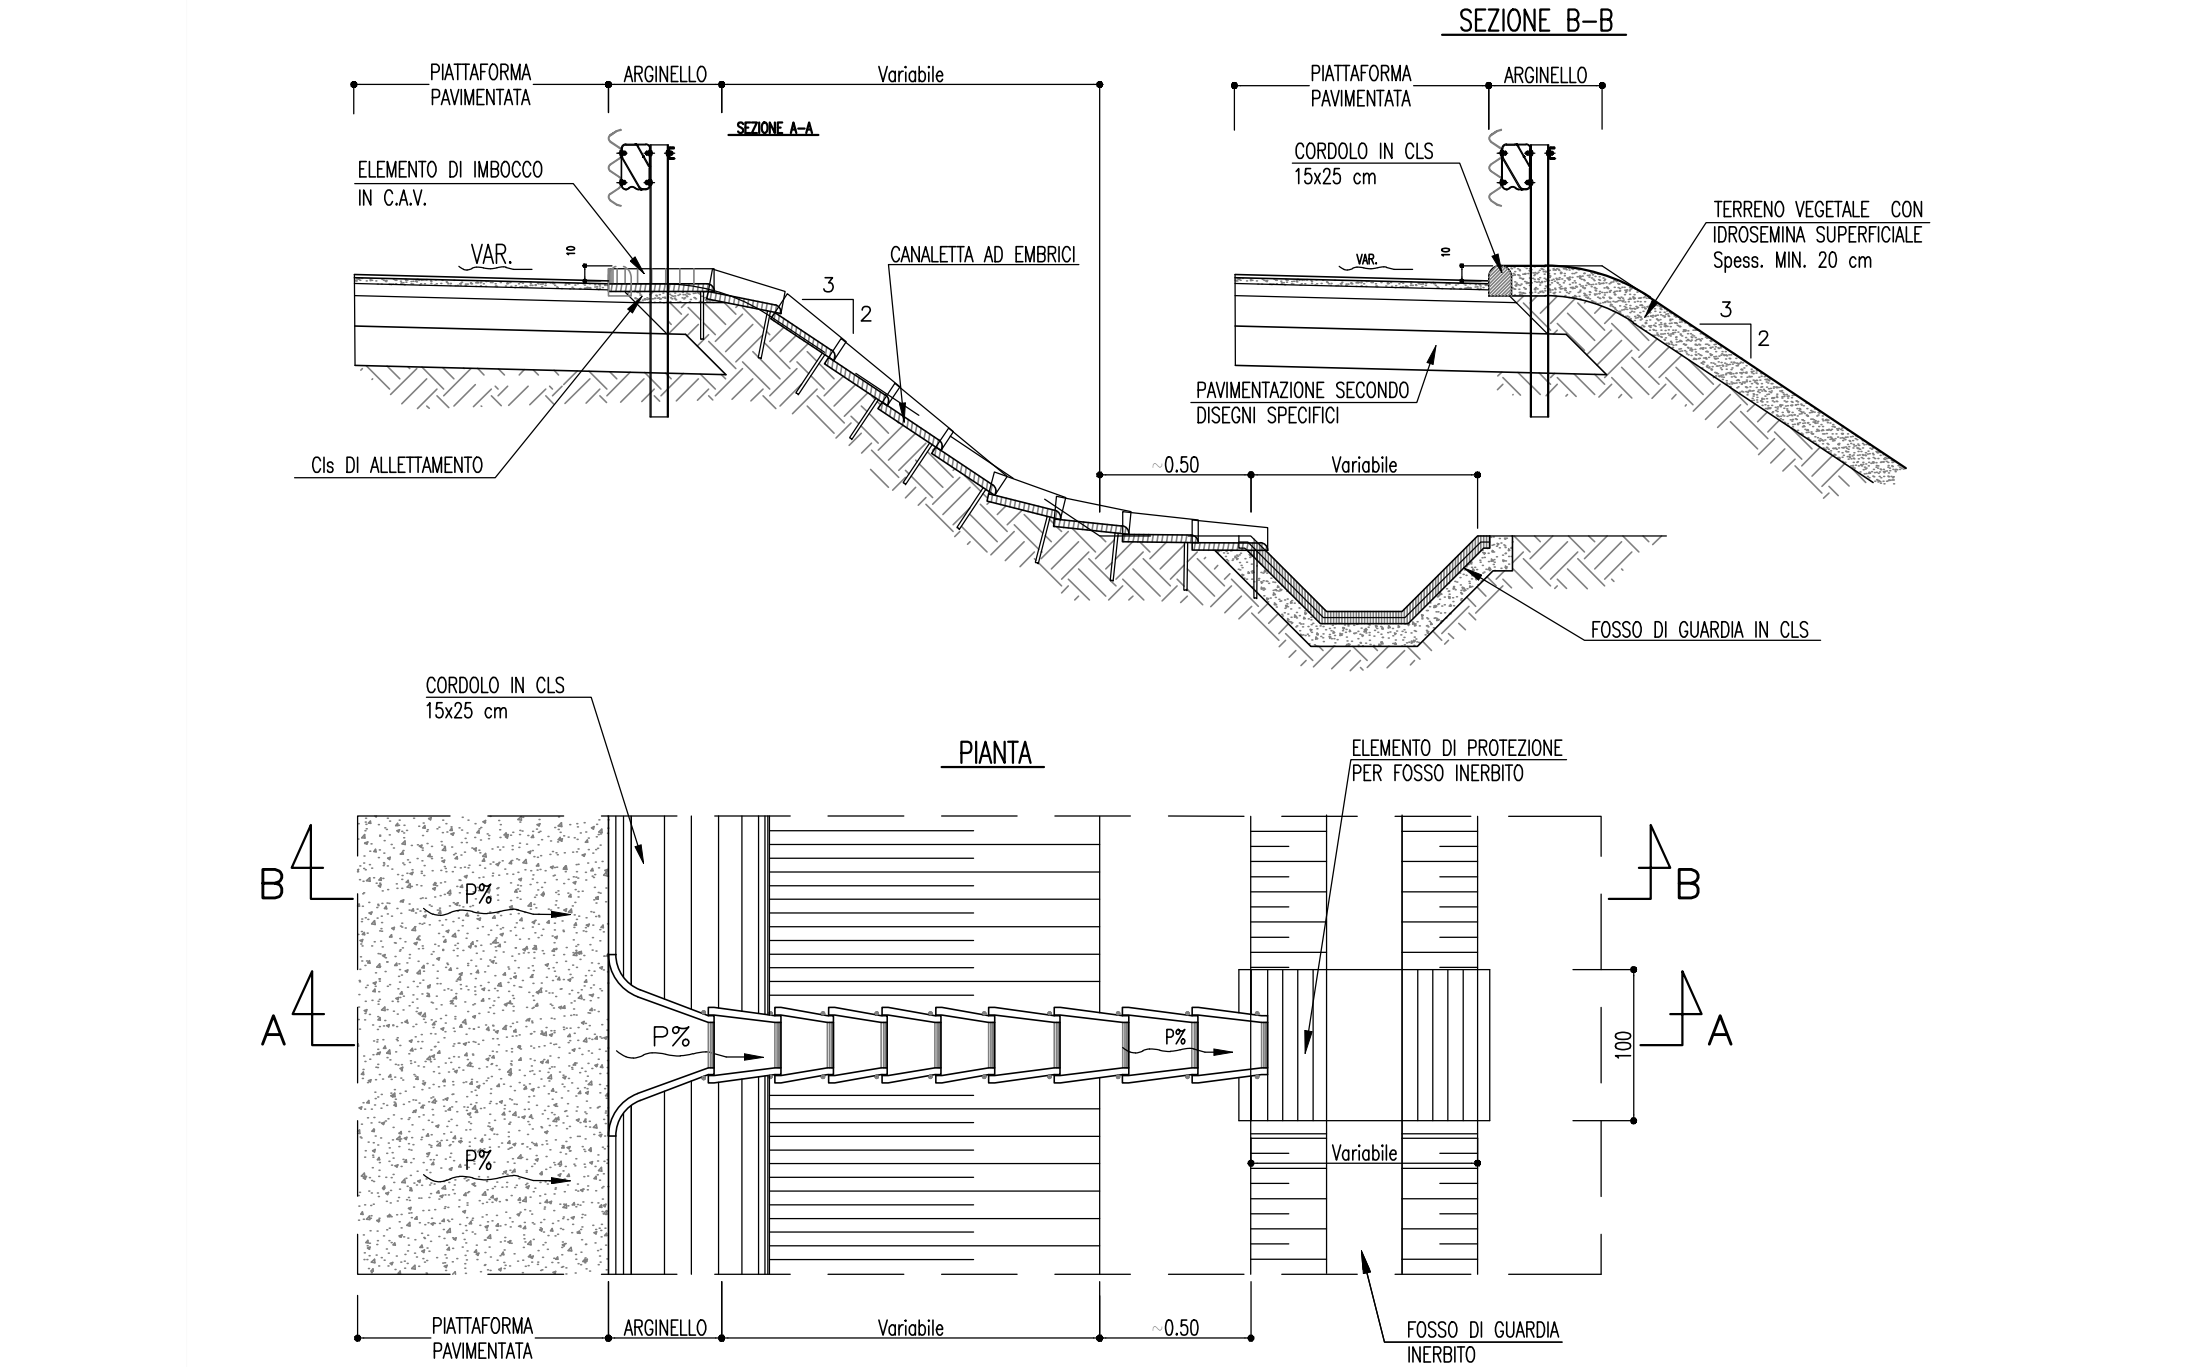 SEZIONE B-B
PIATTAFORMA
PAVIMENTATA
ARGINELLO
Variabile
PIATTAFORMA
PAVIMENTATA
ARGINELLO
SEZIONE A-A
ELEMENTO DI IMBOCCO
IN C.A.V.
CORDOLO IN CLS
15x25 cm
TERRENO VEGETALE CON
IDROSEMINA SUPERFICIALE
Spess. MIN. 20 cm
VAR.
10
CANALETTA AD EMBRICI
3
2
VAR.
10
3
2
PAVIMENTAZIONE SECONDO
DISEGNI SPECIFICI
Cls DI ALLETTAMENTO
~0.50
Variabile
FOSSO DI GUARDIA IN CLS
CORDOLO IN CLS
15x25 cm
PIANTA
ELEMENTO DI PROTEZIONE
PER FOSSO INERBITO
B
P%
B
A
P%
P%
100
A
P%
Variabile
PIATTAFORMA
PAVIMENTATA
ARGINELLO
Variabile
~0.50
FOSSO DI GUARDIA
INERBITO